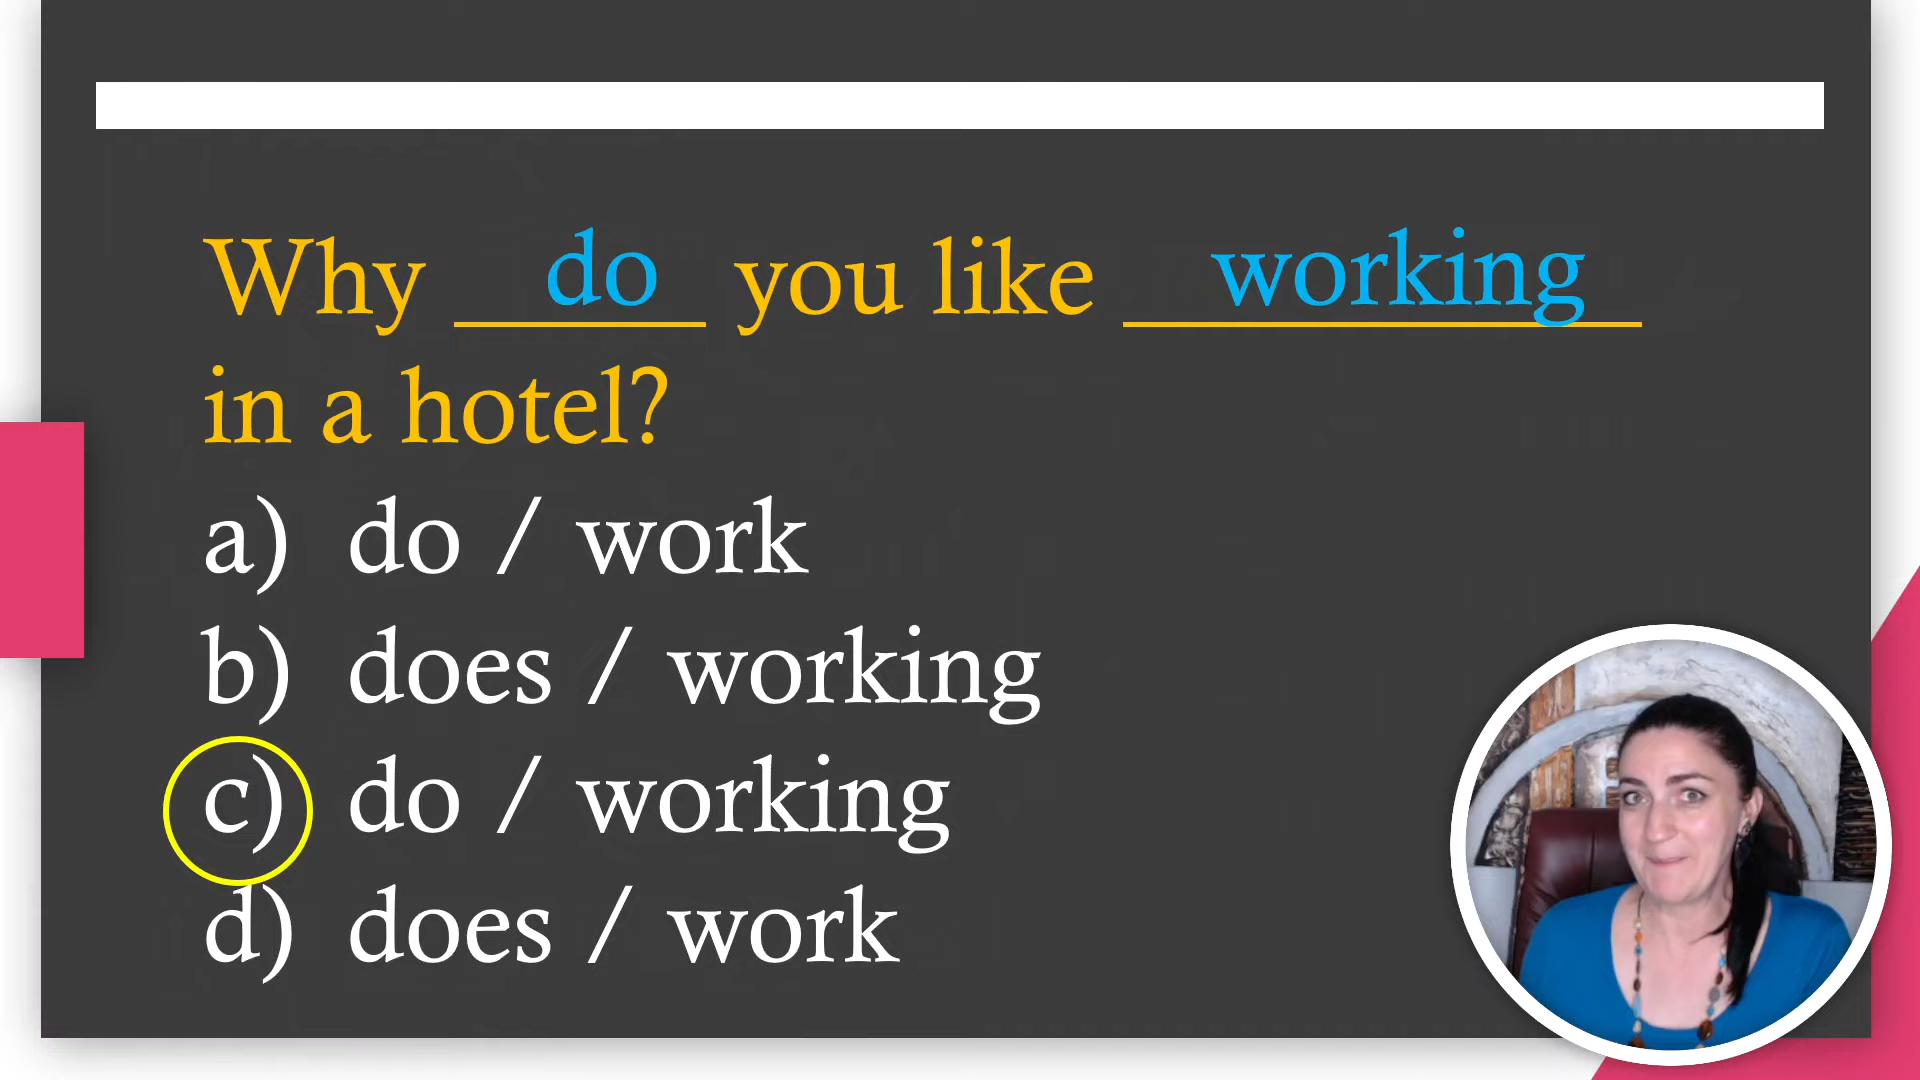 Why do you like working
in a hotel?
a) do / work
b) does / working
c) do / working
d) does / work